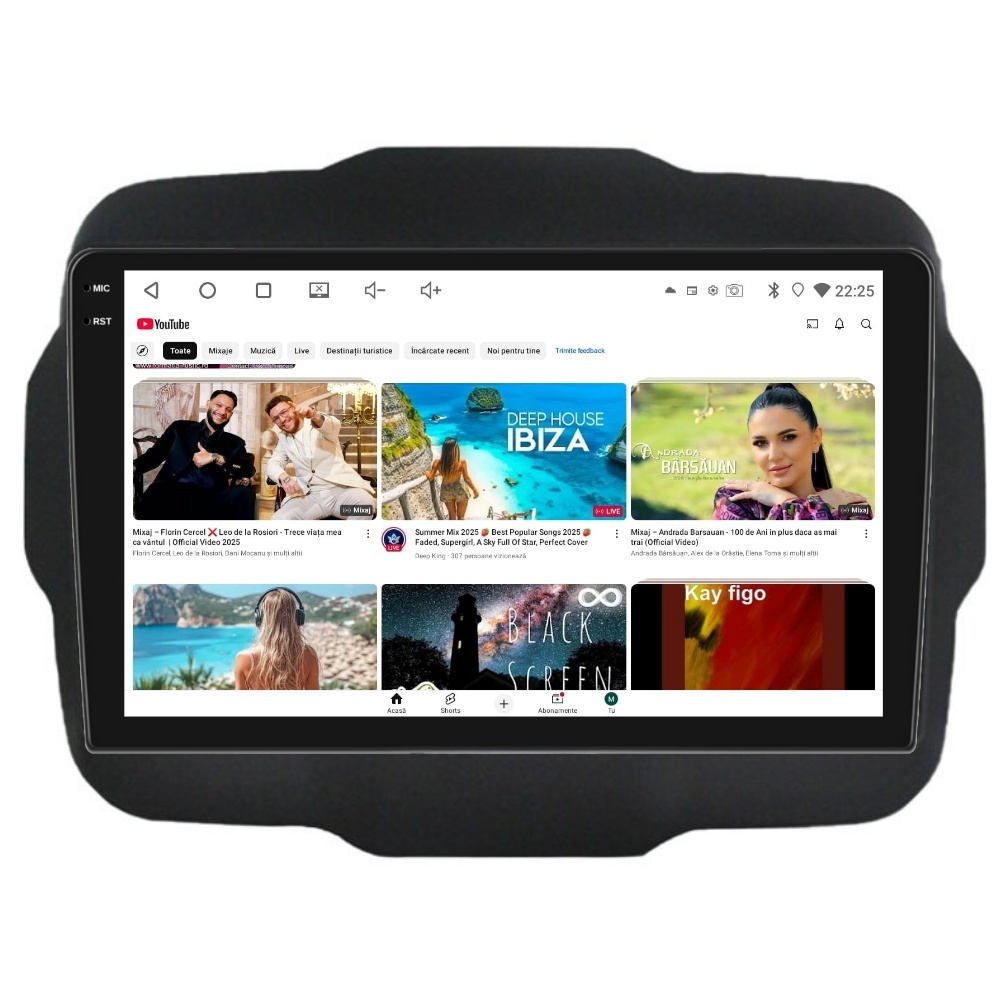 MIC
RST
22:25
YouTube
Toate Mixaje Muzică Live Destinații turistice Încărcate recent Noi pentru tine Trimite feedback
DEEP HOUSE
IBIZA
ANDRADA
BÂRSĂUAN
Mixaj
LIVE
Mixaj
Mixaj – Florin Cercel ❌ Leo de la Rosiori - Trece viața mea
ca vântul | Official Video 2025
Florin Cercel, Leo de la Rosiori, Dani Mocanu și mulți alții
LIVE
Summer Mix 2025 🍓 Best Popular Songs 2025 🍓
Faded, Supergirl, A Sky Full Of Star, Perfect Cover
Deep King · 307 persoane vizionează
Mixaj – Andrada Barsauan - 100 de Ani in plus daca as mai
trai (Official Video)
Andrada Bârsăuan, Alex de la Orăștie, Elena Toma și mulți alții
BLACK
SCREEN
Kay figo
Acasă
Shorts
Abonamente
M
Tu